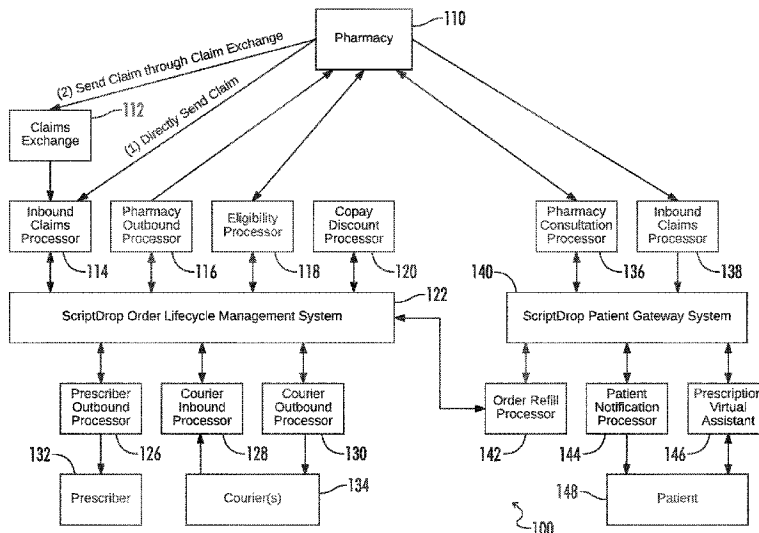 110
Pharmacy
(2) Send Claim through Claim Exchange
112
(1) Directly Send Claim
Claims
Exchange
Inbound
Claims
Processor
Pharmacy
Outbound
Processor
Eligibility
Processor
Copay
Discount
Processor
Pharmacy
Consultation
Processor
Inbound
Claims
Processor
114
116
118
120
136
138
140
122
ScriptDrop Order Lifecycle Management System
ScriptDrop Patient Gateway System
Prescriber
Outbound
Processor
Courier
Inbound
Processor
Courier
Outbound
Processor
Order Refill
Processor
Patient
Notification
Processor
Prescription
Virtual
Assistant
126
128
130
142
144
146
132
134
148
Prescriber
Courier(s)
Patient
100